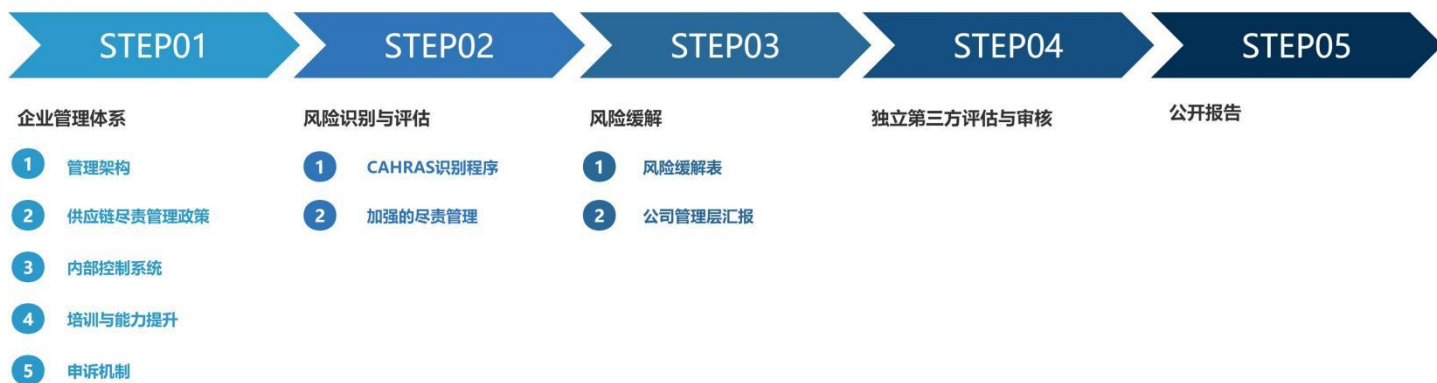 STEP01
STEP02
STEP03
STEP04
STEP05
企业管理体系
1 管理架构
2 供应链尽责管理政策
3 内部控制系统
4 培训与能力提升
5 申诉机制
风险识别与评估
1 CAHRAS识别程序
2 加强的尽责管理
风险缓解
1 风险缓解表
2 公司管理层汇报
独立第三方评估与审核
公开报告